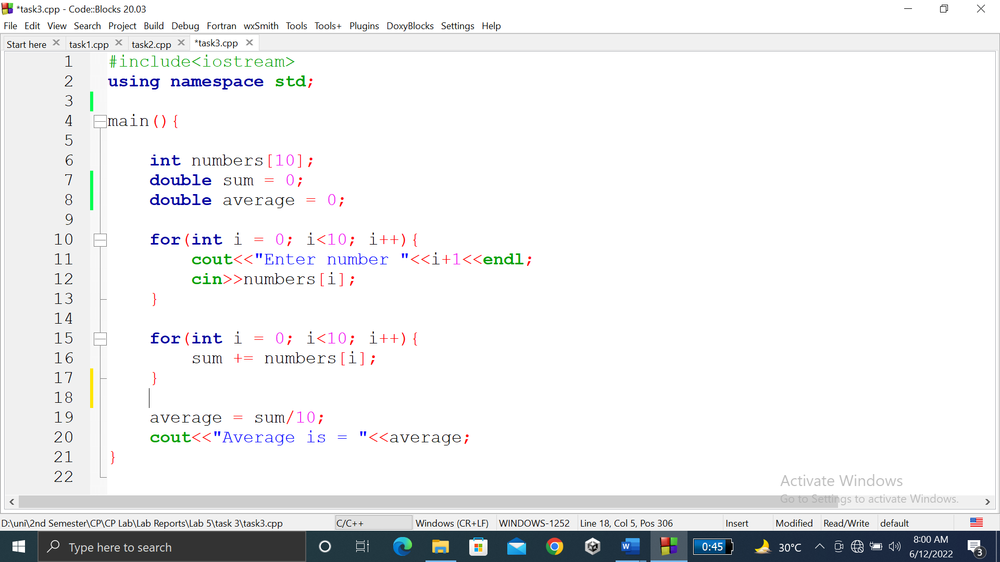 *task3.cpp - Code::Blocks 20.03
File Edit View Search Project Build Debug Fortran wxSmith Tools Tools+ Plugins DoxyBlocks Settings Help
Start here task1.cpp task2.cpp *task3.cpp
1 #include<iostream>
2 using namespace std;
3
4 main(){
5
6 int numbers[10];
7 double sum = 0;
8 double average = 0;
9
10 for(int i = 0; i<10; i++){
11 cout<<"Enter number "<<i+1<<endl;
12 cin>>numbers[i];
13 }
14
15 for(int i = 0; i<10; i++){
16 sum += numbers[i];
17 }
18
19 average = sum/10;
20 cout<<"Average is = "<<average;
21 }
22
Activate Windows
Go to Settings to activate Windows.
D:\uni\2nd Semester\CP\CP Lab\Lab Reports\Lab 5\task 3\task3.cpp C/C++ Windows (CR+LF) WINDOWS-1252 Line 18, Col 5, Pos 306 Insert Modified Read/Write default
Type here to search 0:45 30°C 8:00 AM
6/12/2022 3